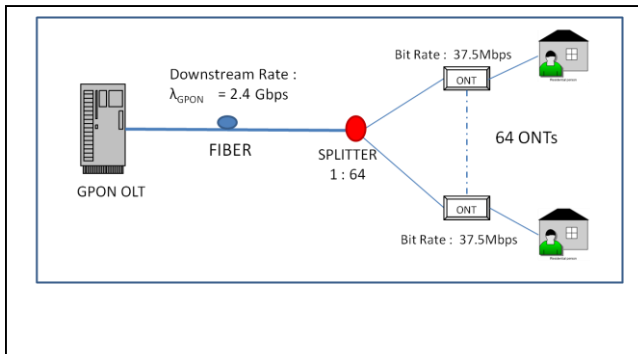 Bit Rate : 37.5Mbps
Downstream Rate :
λGPON = 2.4 Gbps
ONT
FIBER
SPLITTER
1 : 64
64 ONTs
GPON OLT
ONT
Bit Rate : 37.5Mbps